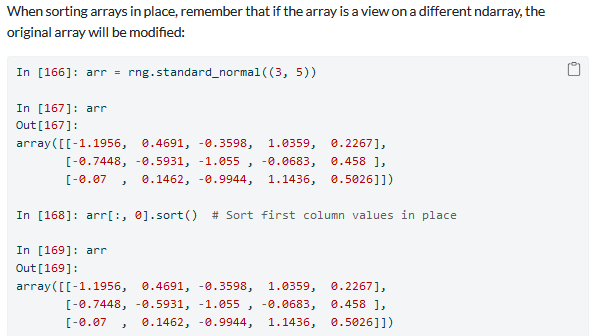 When sorting arrays in place, remember that if the array is a view on a different ndarray, the
original array will be modified:
In [166]: arr = rng.standard_normal((3, 5))
In [167]: arr
Out[167]:
array([[-1.1956,  0.4691, -0.3598,  1.0359,  0.2267],
       [-0.7448, -0.5931, -1.055 , -0.0683,  0.458 ],
       [-0.07  ,  0.1462, -0.9944,  1.1436,  0.5026]])
In [168]: arr[:, 0].sort()  # Sort first column values in place
In [169]: arr
Out[169]:
array([[-1.1956,  0.4691, -0.3598,  1.0359,  0.2267],
       [-0.7448, -0.5931, -1.055 , -0.0683,  0.458 ],
       [-0.07  ,  0.1462, -0.9944,  1.1436,  0.5026]])